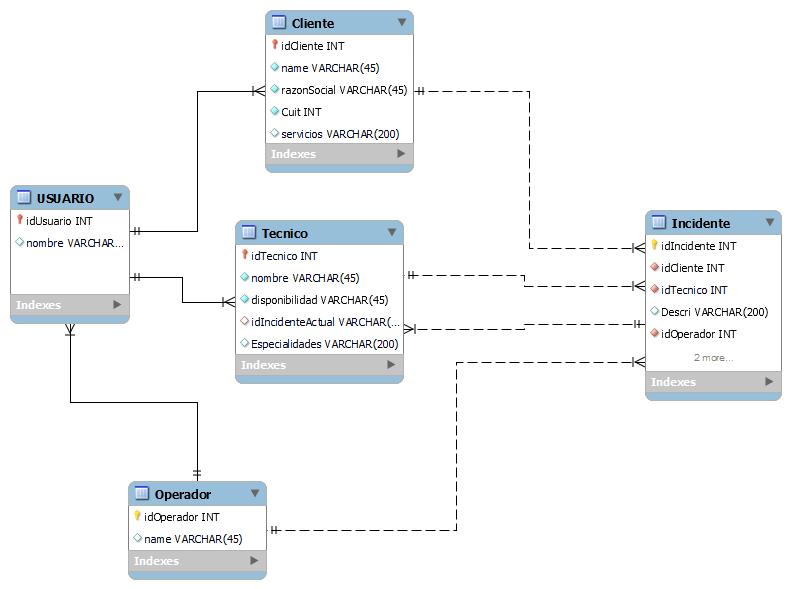 Cliente
idCliente INT
name VARCHAR(45)
razonSocial VARCHAR(45)
Cuit INT
servicios VARCHAR(200)
Indexes
USUARIO
idUsuario INT
nombre VARCHAR...
Indexes
Tecnico
idTecnico INT
nombre VARCHAR(45)
disponibilidad VARCHAR(45)
idIncidenteActual VARCHAR(...
Especialidades VARCHAR(200)
Indexes
Incidente
idIncidente INT
idCliente INT
idTecnico INT
Descri VARCHAR(200)
idOperador INT
2 more...
Indexes
Operador
idOperador INT
name VARCHAR(45)
Indexes